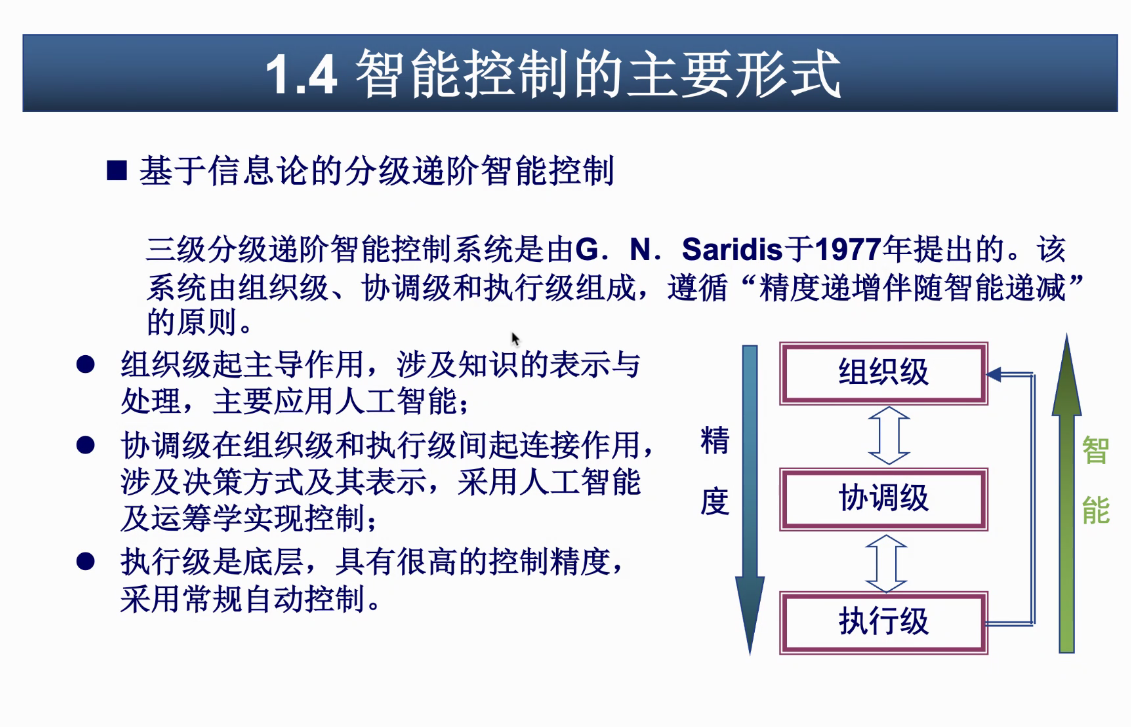 1.4 智能控制的主要形式
■ 基于信息论的分级递阶智能控制
三级分级递阶智能控制系统是由G．N．Saridis于1977年提出的。该
系统由组织级、协调级和执行级组成，遵循“精度递增伴随智能递减”
的原则。
● 组织级起主导作用，涉及知识的表示与
处理，主要应用人工智能；
● 协调级在组织级和执行级间起连接作用，
涉及决策方式及其表示，采用人工智能
及运筹学实现控制；
● 执行级是底层，具有很高的控制精度，
采用常规自动控制。
精
度
组织级
协调级
执行级
智
能